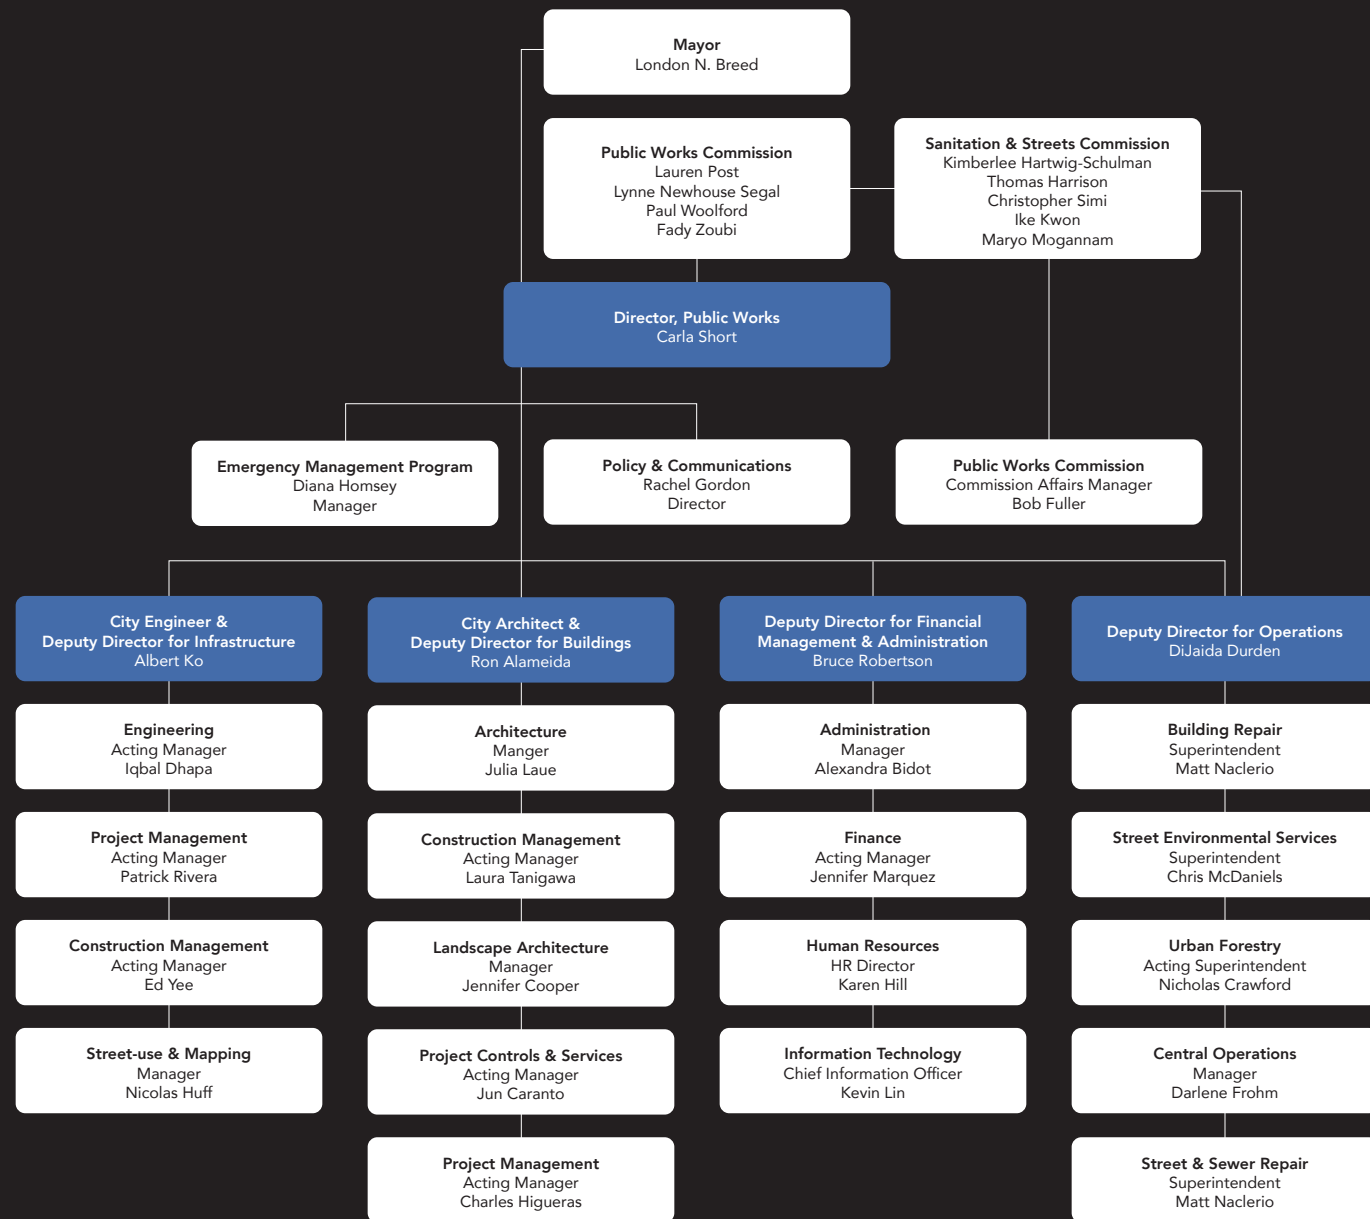 Mayor
London N. Breed
Public Works Commission
Lauren Post
Lynne Newhouse Segal
Paul Woolford
Fady Zoubi
Sanitation & Streets Commission
Kimberlee Hartwig-Schulman
Thomas Harrison
Christopher Simi
Ike Kwon
Maryo Mogannam
Director, Public Works
Carla Short
Emergency Management Program
Diana Homsey
Manager
Policy & Communications
Rachel Gordon
Director
Public Works Commission
Commission Affairs Manager
Bob Fuller
City Engineer &
Deputy Director for Infrastructure
Albert Ko
Engineering
Acting Manager
Iqbal Dhapa
Project Management
Acting Manager
Patrick Rivera
Construction Management
Acting Manager
Ed Yee
Street-use & Mapping
Manager
Nicolas Huff
City Architect &
Deputy Director for Buildings
Ron Alameida
Architecture
Manger
Julia Laue
Construction Management
Acting Manager
Laura Tanigawa
Landscape Architecture
Manager
Jennifer Cooper
Project Controls & Services
Acting Manager
Jun Caranto
Project Management
Acting Manager
Charles Higueras
Deputy Director for Financial
Management & Administration
Bruce Robertson
Administration
Manager
Alexandra Bidot
Finance
Acting Manager
Jennifer Marquez
Human Resources
HR Director
Karen Hill
Information Technology
Chief Information Officer
Kevin Lin
Deputy Director for Operations
DiJaida Durden
Building Repair
Superintendent
Matt Naclerio
Street Environmental Services
Superintendent
Chris McDaniels
Urban Forestry
Acting Superintendent
Nicholas Crawford
Central Operations
Manager
Darlene Frohm
Street & Sewer Repair
Superintendent
Matt Naclerio